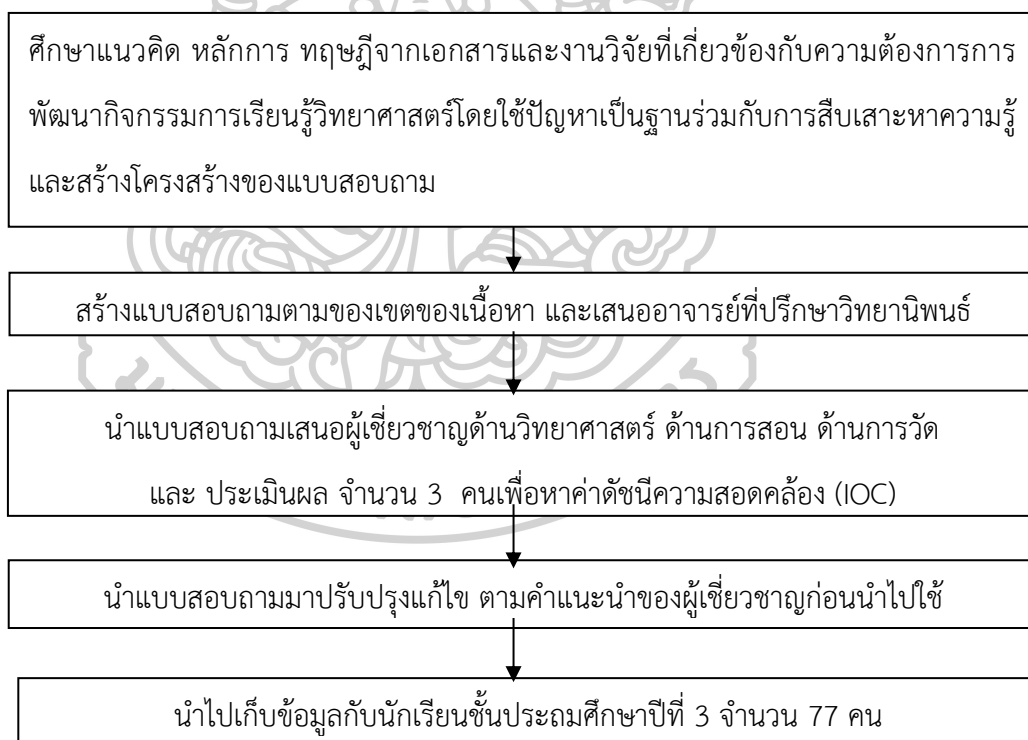 ศึกษาแนวคิด หลักการ ทฤษฎีจากเอกสารและงานวิจัยที่เกี่ยวข้องกับความต้องการการ
พัฒนากิจกรรมการเรียนรู้วิทยาศาสตร์โดยใช้ปัญหาเป็นฐานร่วมกับการสืบเสาะหาความรู้
และสร้างโครงสร้างของแบบสอบถาม
สร้างแบบสอบถามตามของเขตของเนื้อหา และเสนออาจารย์ที่ปรึกษาวิทยานิพนธ์
นำแบบสอบถามเสนอผู้เชี่ยวชาญด้านวิทยาศาสตร์ ด้านการสอน ด้านการวัด
และ ประเมินผล จำนวน 3 คนเพื่อหาค่าดัชนีความสอดคล้อง (IOC)
นำแบบสอบถามมาปรับปรุงแก้ไข ตามคำแนะนำของผู้เชี่ยวชาญก่อนนำไปใช้
นำไปเก็บข้อมูลกับนักเรียนชั้นประถมศึกษาปีที่ 3 จำนวน 77 คน